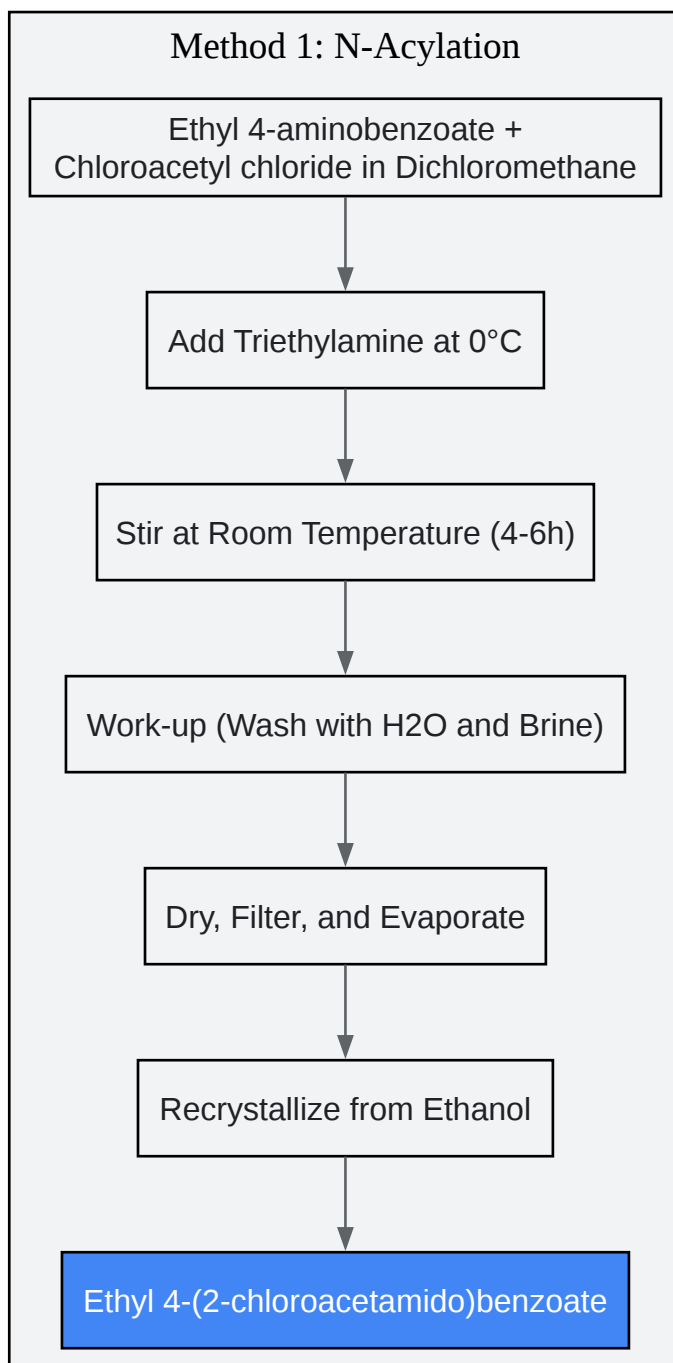 Method 1: N-Acylation
Ethyl 4-aminobenzoate +
Chloroacetyl chloride in Dichloromethane
Add Triethylamine at 0°C
Stir at Room Temperature (4-6h)
Work-up (Wash with H2O and Brine)
Dry, Filter, and Evaporate
Recrystallize from Ethanol
Ethyl 4-(2-chloroacetamido)benzoate